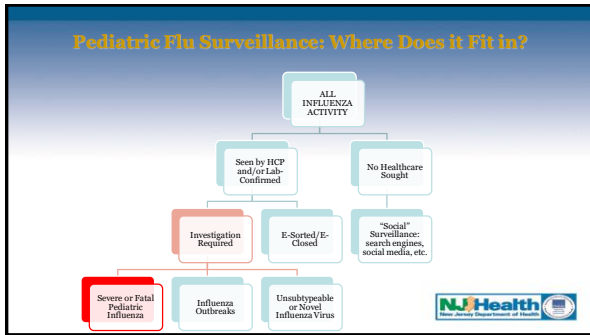 Pediatric Flu Surveillance: Where Does it Fit in?
ALL
INFLUENZA
ACTIVITY
Seen by HCP
and/or Lab-
Confirmed
No Healthcare
Sought
Investigation
Required
E-Sorted/E-
Closed
“Social”
Surveillance:
search engines,
social media, etc.
Severe or Fatal
Pediatric
Influenza
Influenza
Outbreaks
Unsubtypeable
or Novel
Influenza Virus
NJ Health
New Jersey Department of Health